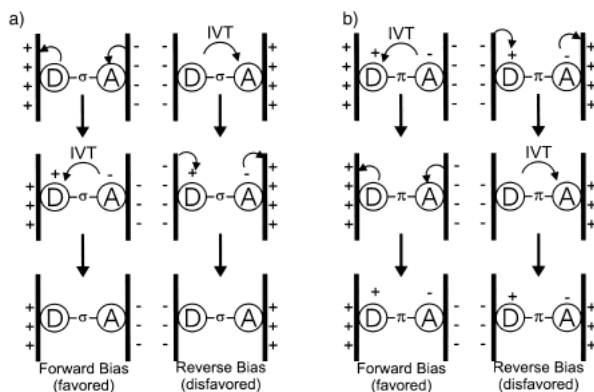 a)
+ + + + D–σ–A - - - -
IVT
- - - - D–σ–A + + + +
IVT
+ -
+ + + D–σ–A - - - -
+ -
- - - - D–σ–A + + +
+ + + D–σ–A - - -
- - - D–σ–A + + +
Forward Bias
(favored)
Reverse Bias
(disfavored)
b)
IVT
+ -
+ + + + D–π–A - - - -
+ -
- - - - D–π–A + + + +
+ + + D–π–A - - - -
IVT
- - - - D–π–A + + +
+ -
+ + + D–π–A - - -
+ -
- - - D–π–A + + +
Forward Bias
(favored)
Reverse Bias
(disfavored)